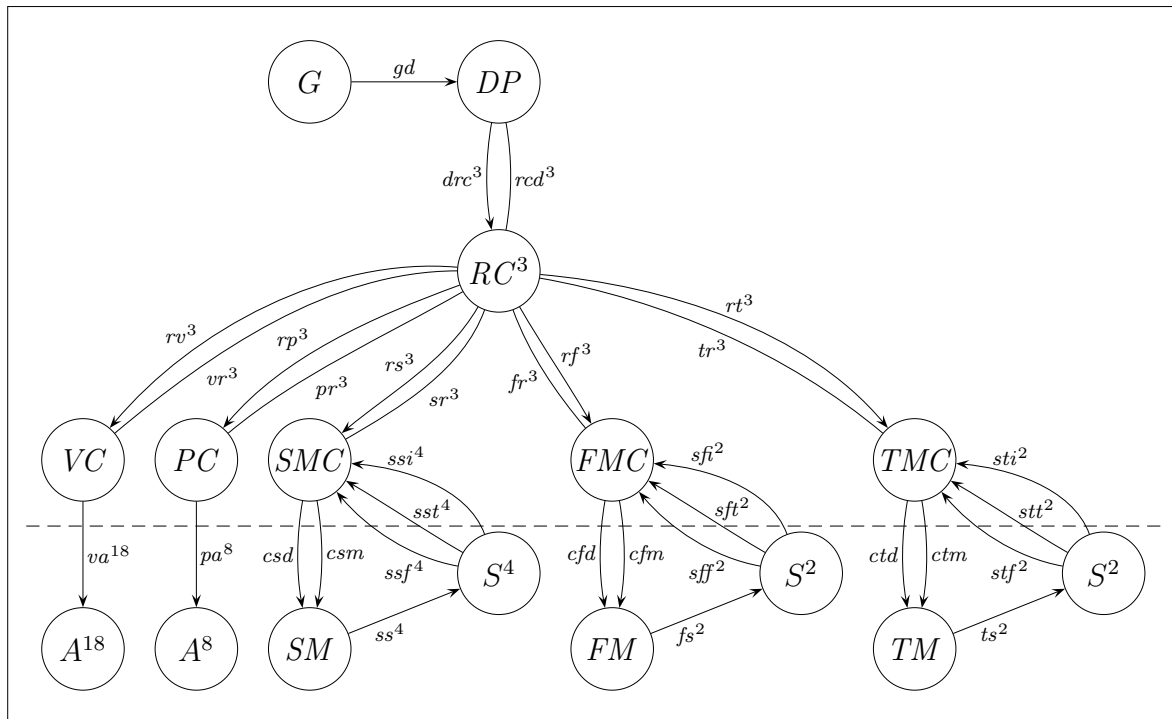 G gd DP
drc³ rcd³
RC³
rv³ vr³ rp³ pr³ rs³ sr³ fr³ rf³ tr³ rt³
VC PC SMC ssi⁴ FMC sfi² TMC sti²
sst⁴ sft² stt²
va¹⁸ pa⁸ csd csm ssf⁴ S⁴ cfd cfm sff² S² ctd ctm stf² S²
A¹⁸ A⁸ SM ss⁴ FM fs² TM ts²